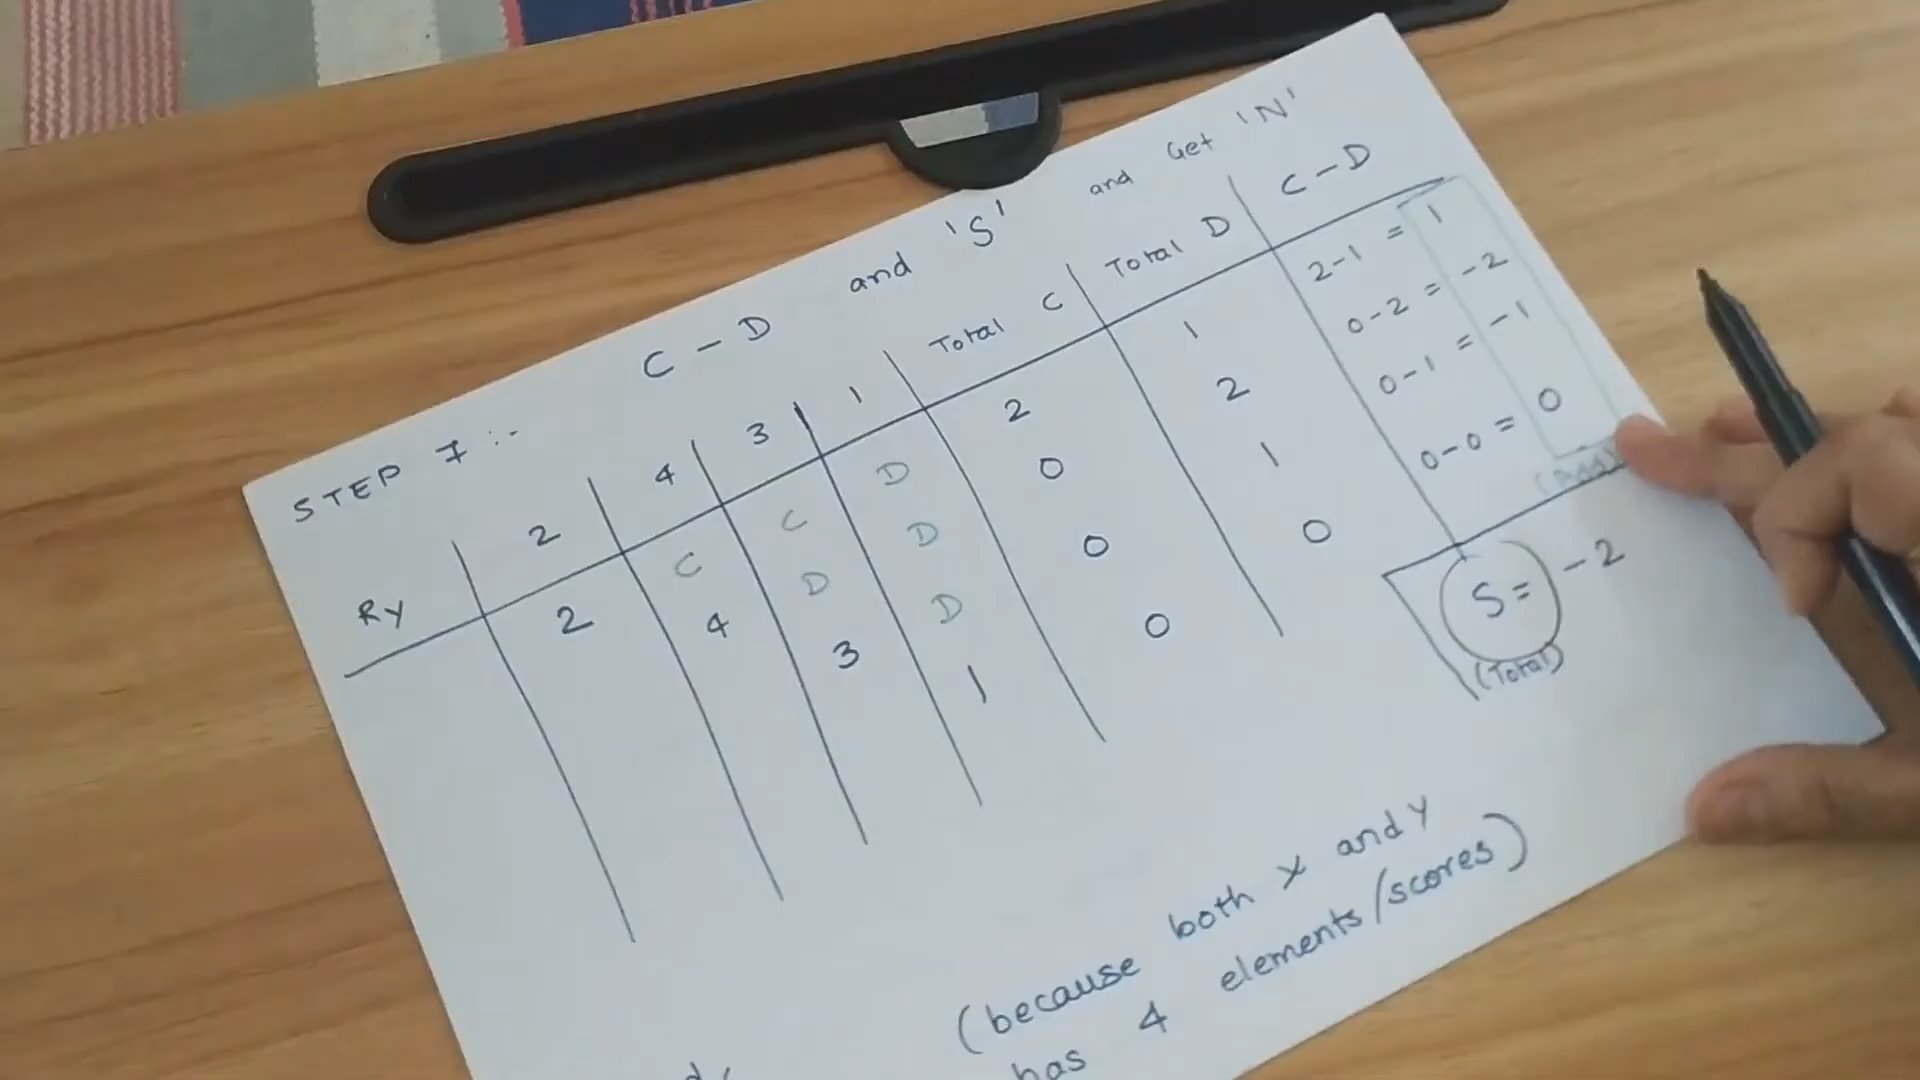 STEP 7 :- C - D and 'S' and Get 'N'
Ry 2 4 3 1 Total C Total D C - D
2 C C D 2 1 2-1 = 1
4 D D 0 2 0-2 = -2
3 D 0 1 0-1 = -1
1 0 0 0-0 = 0
(Add)
S = -2
(Total)
(because both X and Y
has 4 elements/scores)